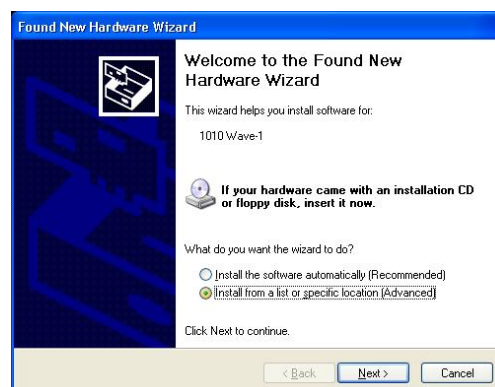 Found New Hardware Wizard
Welcome to the Found New
Hardware Wizard
This wizard helps you install software for:
1010 Wave-1
If your hardware came with an installation CD
or floppy disk, insert it now.
What do you want the wizard to do?
Install the software automatically (Recommended)
Install from a list or specific location (Advanced)
Click Next to continue.
< Back
Next >
Cancel